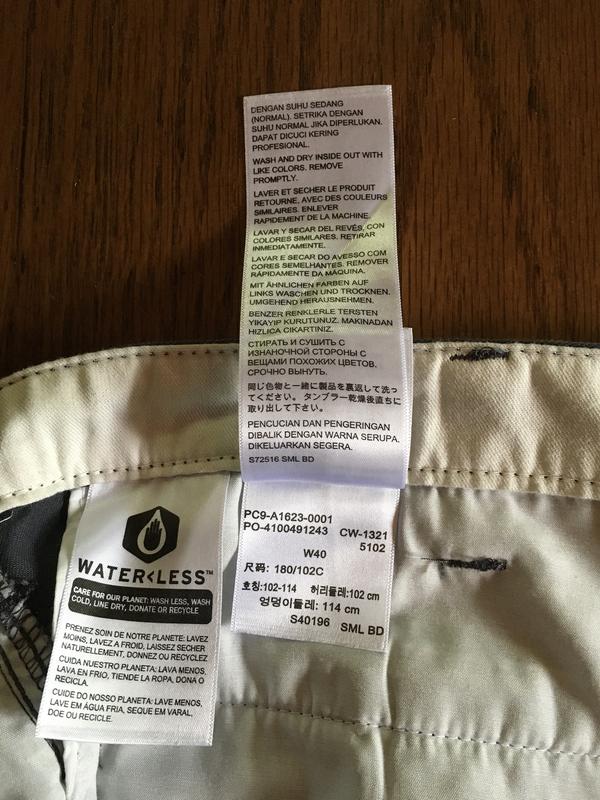 DENGAN SUHU SEDANG
(NORMAL). SETRIKA DENGAN
SUHU NORMAL JIKA DIPERLUKAN.
DAPAT DICUCI KERING
PROFESIONAL.
WASH AND DRY INSIDE OUT WITH
LIKE COLORS. REMOVE
PROMPTLY.
LAVER ET SECHER LE PRODUIT
RETOURNE, AVEC DES COULEURS
SIMILAIRES. ENLEVER
RAPIDEMENT DE LA MACHINE.
LAVAR Y SECAR DEL REVÉS, CON
COLORES SIMILARES. RETIRAR
INMEDIATAMENTE.
LAVAR E SECAR DO AVESSO COM
CORES SEMELHANTES. REMOVER
RÁPIDAMENTE DA MÁQUINA.
MIT ÄHNLICHEN FARBEN AUF
LINKS WASCHEN UND TROCKNEN.
UMGEHEND HERAUSNEHMEN.
BENZER RENKLERLE TERSTEN
YIKAYIP KURUTUNUZ. MAKINADAN
HIZLICA CIKARTINIZ.
СТИРАТЬ И СУШИТЬ С
ИЗНАНОЧНОЙ СТОРОНЫ С
ВЕЩАМИ ПОХОЖИХ ЦВЕТОВ.
СРОЧНО ВЫНУТЬ.
同じ色物と一緒に製品を裏返して洗っ
てください。タンブラー乾燥後直ちに
取り出して下さい。
PENCUCIAN DAN PENGERINGAN
DIBALIK DENGAN WARNA SERUPA.
DIKELUARKAN SEGERA.
S72516 SML BD
PC9-A1623-0001
PO-4100491243 CW-1321
5102
W40
尺码: 180/102C
호칭:102-114 허리둘레:102 cm
엉덩이둘레: 114 cm
S40196 SML BD
WATER<LESS™
CARE FOR OUR PLANET: WASH LESS, WASH
COLD, LINE DRY, DONATE OR RECYCLE
PRENEZ SOIN DE NOTRE PLANETE: LAVEZ
MOINS, LAVEZ A FROID, LAISSEZ SECHER
NATURELLEMENT, DONNEZ OU RECYCLEZ
CUIDA NUESTRO PLANETA: LAVA MENOS,
LAVA EN FRIO, TIENDE LA ROPA, DONA O
RECICLA.
CUIDE DO NOSSO PLANETA: LAVE MENOS,
LAVE EM ÁGUA FRIA, SEQUE EM VARAL,
DOE OU RECICLE.